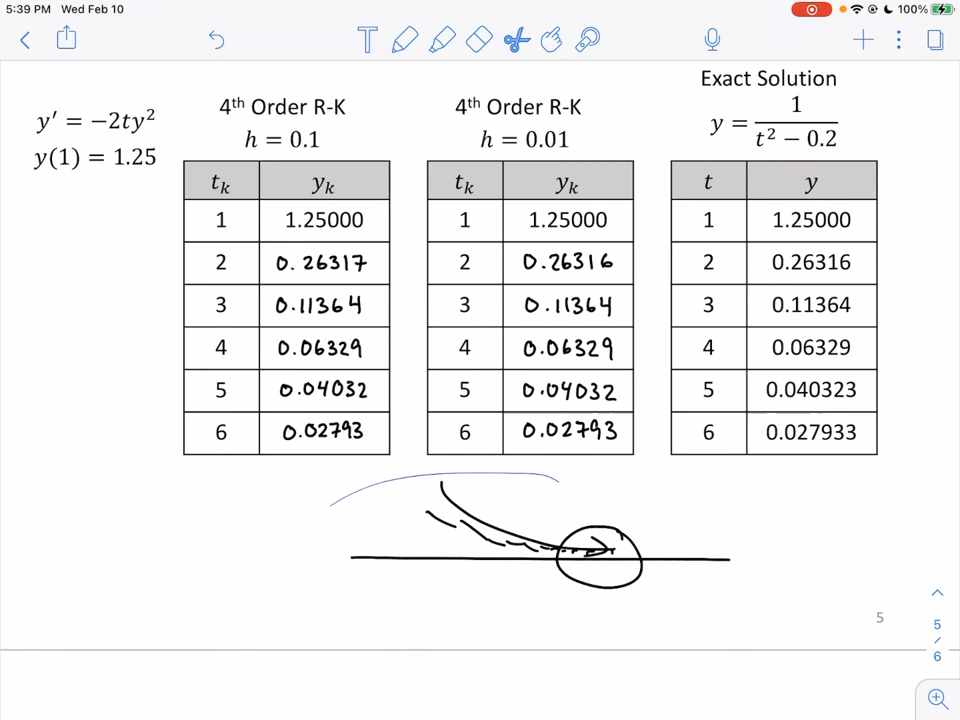 5:39 PM Wed Feb 10
100%
T
Exact Solution
4th Order R-K
4th Order R-K
y′ = −2ty²
y = 1 / (t² − 0.2)
h = 0.1
h = 0.01
y(1) = 1.25
tₖ yₖ tₖ yₖ t y
1 1.25000 1 1.25000 1 1.25000
2 0.26317 2 0.26316 2 0.26316
3 0.11364 3 0.11364 3 0.11364
4 0.06329 4 0.06329 4 0.06329
5 0.04032 5 0.04032 5 0.040323
6 0.02793 6 0.02793 6 0.027933
5
5
/
6